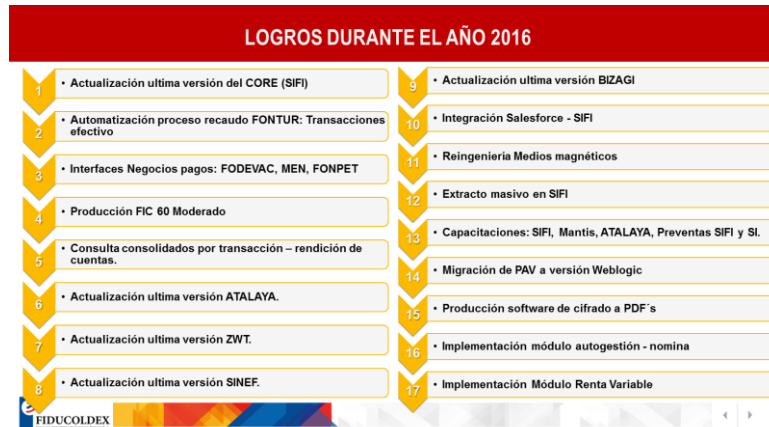 LOGROS DURANTE EL AÑO 2016
1
• Actualización ultima versión del CORE (SIFI)
2
• Automatización proceso recaudo FONTUR: Transacciones
efectivo
3
• Interfaces Negocios pagos: FODEVAC, MEN, FONPET
4
• Producción FIC 60 Moderado
5
• Consulta consolidados por transacción – rendición de
cuentas.
6
• Actualización ultima versión ATALAYA.
7
• Actualización ultima versión ZWT.
8
• Actualización ultima versión SINEF.
9
• Actualización ultima versión BIZAGI
10
• Integración Salesforce - SIFI
11
• Reingeniería Medios magnéticos
12
• Extracto masivo en SIFI
13
• Capacitaciones: SIFI, Mantis, ATALAYA, Preventas SIFI y SI.
14
• Migración de PAV a versión Weblogic
15
• Producción software de cifrado a PDF´s
16
• Implementación módulo autogestión - nomina
17
• Implementación Módulo Renta Variable
FIDUCOLDEX